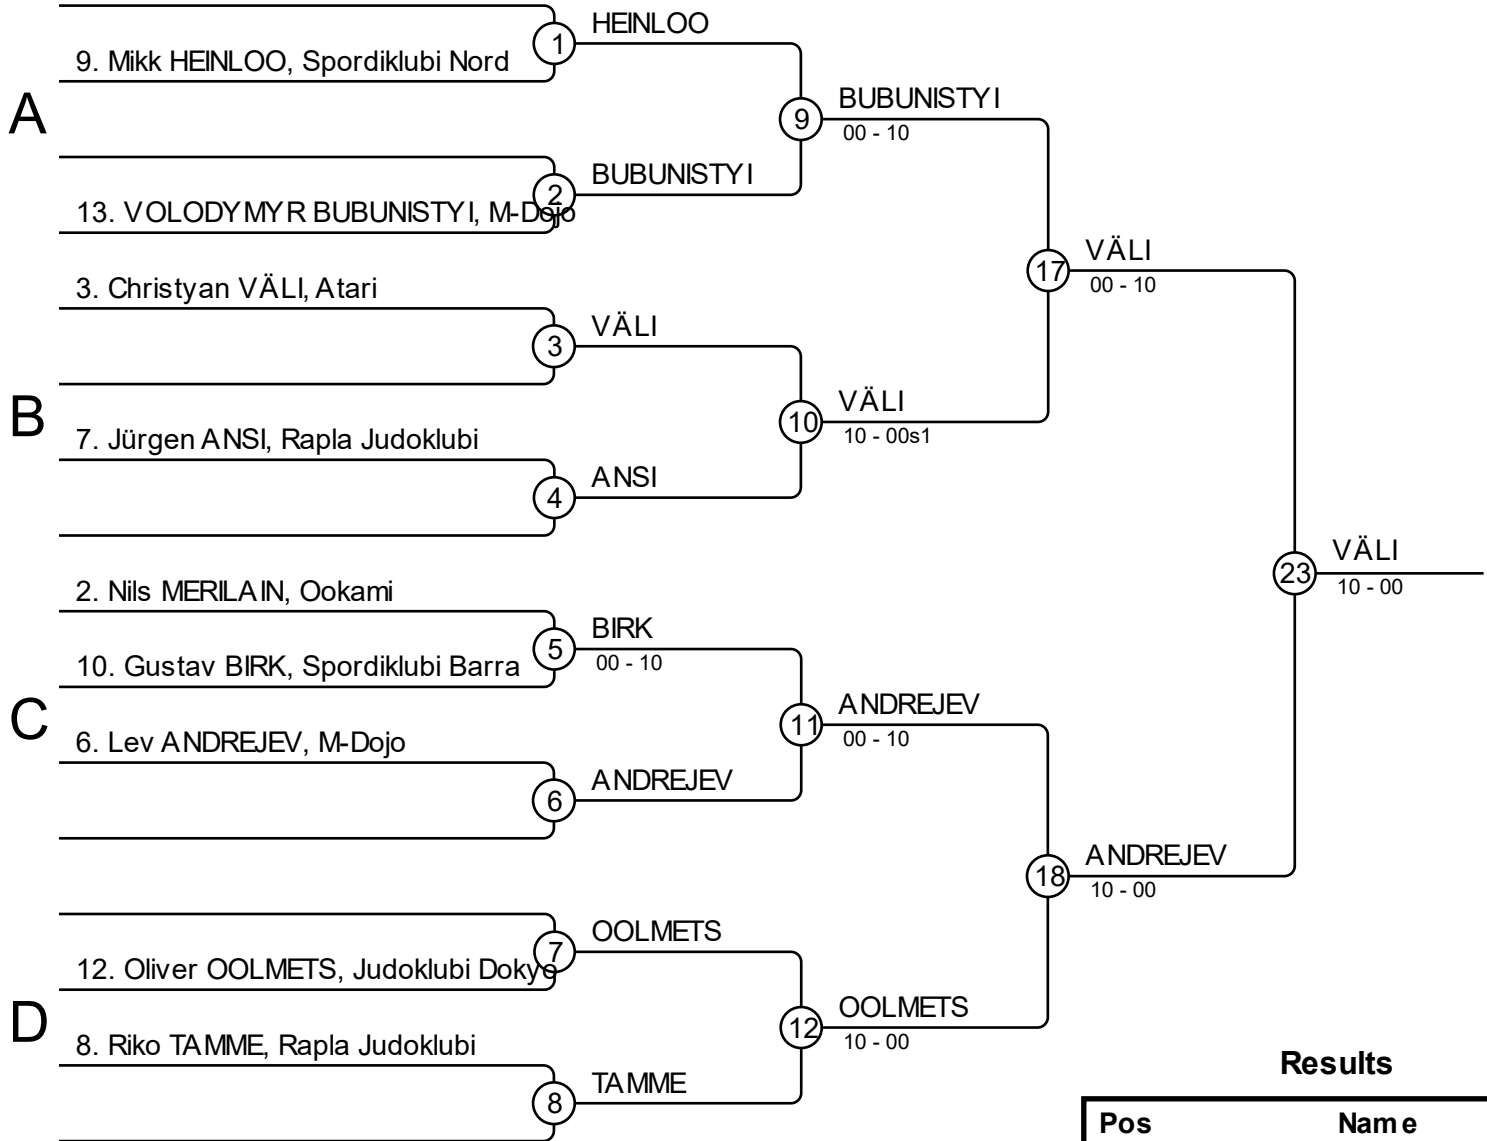 HEINLOO
1
9. Mikk HEINLOO, Spordiklubi Nord
A
BUBUNISTYI
9
00 - 10
BUBUNISTYI
2
13. VOLODYMYR BUBUNISTYI, M-Dojo
VÄLI
17
00 - 10
3. Christyan VÄLI, Atari
VÄLI
3
B
VÄLI
10
10 - 00s1
7. Jürgen ANSI, Rapla Judoklubi
ANSI
4
VÄLI
23
10 - 00
2. Nils MERILAIN, Ookami
BIRK
5
00 - 10
10. Gustav BIRK, Spordiklubi Barra
C
ANDREJEV
11
00 - 10
6. Lev ANDREJEV, M-Dojo
ANDREJEV
6
ANDREJEV
18
10 - 00
OOLMETS
7
12. Oliver OOLMETS, Judoklubi Dokyo
D
OOLMETS
12
10 - 00
8. Riko TAMME, Rapla Judoklubi
TAMME
8
Results
Pos Name